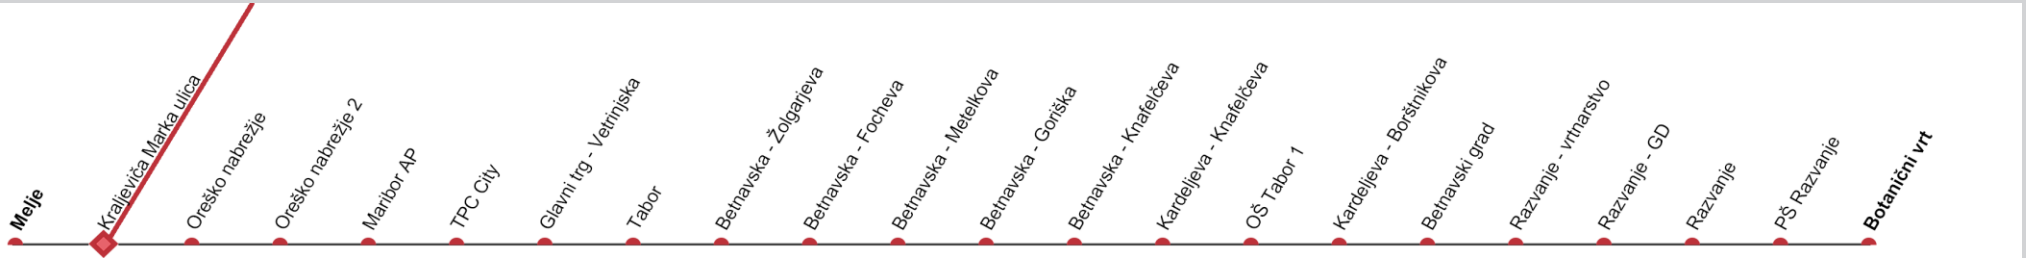 Melje
Kraljeviča Marka ulica
Oreško nabrežje
Oreško nabrežje 2
Maribor AP
TPC City
Glavni trg - Vetrinjska
Tabor
Betnavska - Žolgarjeva
Betnavska - Focheva
Betnavska - Metelkova
Betnavska - Goriška
Betnavska - Knafelčeva
Kardeljeva - Knafelčeva
OŠ Tabor 1
Kardeljeva - Borštnikova
Betnavski grad
Razvanje - vrtnarstvo
Razvanje - GD
Razvanje
PŠ Razvanje
Botanični vrt